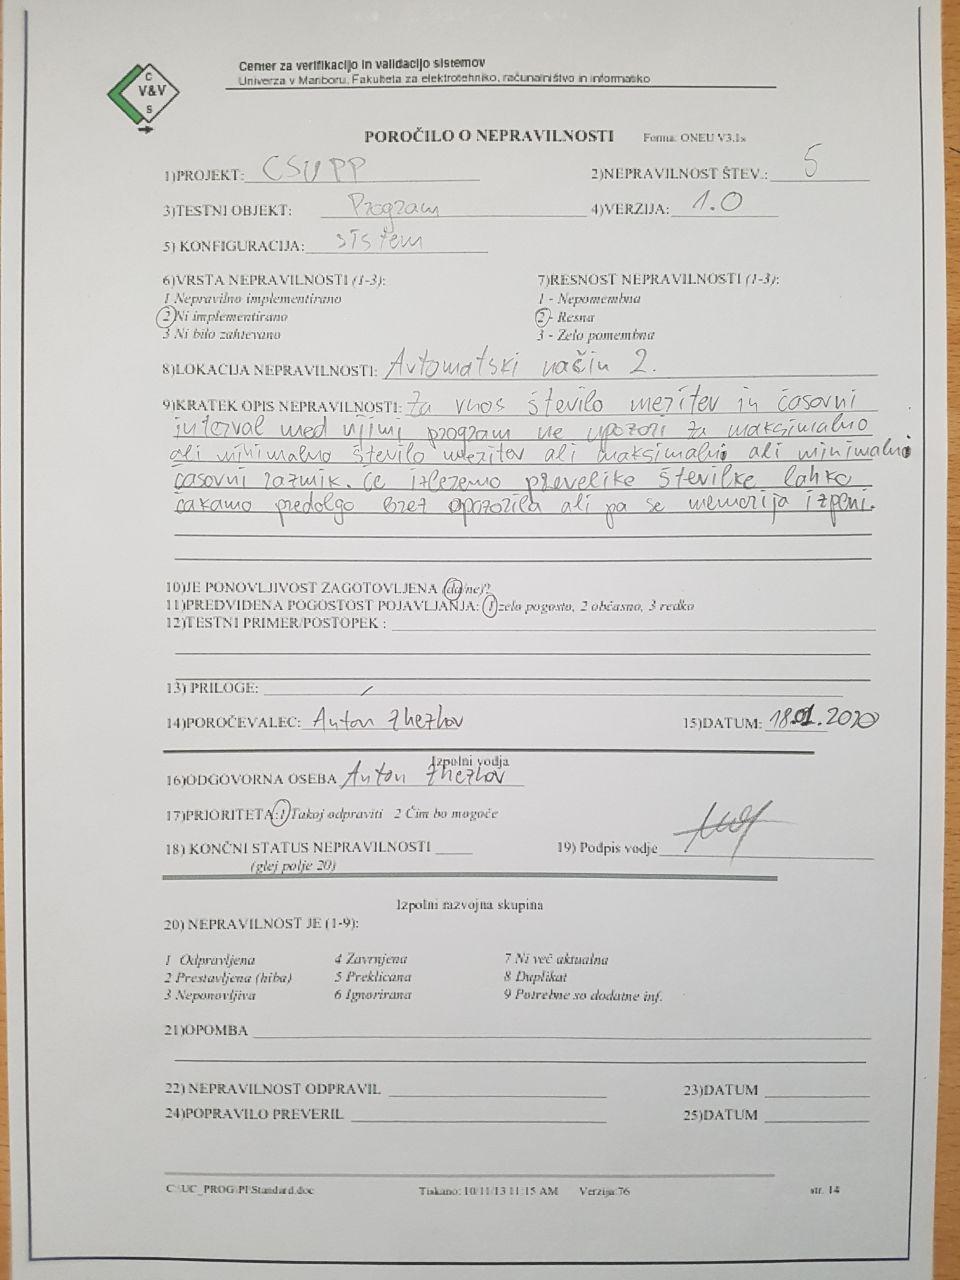 C
V&V
S
Center za verifikacijo in validacijo sistemov
Univerza v Mariboru, Fakulteta za elektrotehniko, računalništvo in informatiko
POROČILO O NEPRAVILNOSTI Forma: ONEU V3.1s
1)PROJEKT: CSUPP 2)NEPRAVILNOST ŠTEV.: 5
3)TESTNI OBJEKT: Program 4)VERZIJA: 1.0
5) KONFIGURACIJA: sistem
6)VRSTA NEPRAVILNOSTI (1-3): 7)RESNOST NEPRAVILNOSTI (1-3):
1 Nepravilno implementirano 1 - Nepomembna
2 Ni implementirano 2 - Resna
3 Ni bilo zahtevano 3 - Zelo pomembna
8)LOKACIJA NEPRAVILNOSTI: Avtomatski način 2.
9)KRATEK OPIS NEPRAVILNOSTI: Za vnos število meritev in časovni
interval med njimi program ne upozori za maksimalno
ali minimalno število meritev ali maksimalni ali minimalni
časovni razmik. Če izberemo prevelike številke lahko
čakamo predolgo brez opozorila ali pa se memorija izpolni.
10)JE PONOVLJIVOST ZAGOTOVLJENA (da/ne)?
11)PREDVIDENA POGOSTOST POJAVLJANJA: 1 zelo pogosto, 2 občasno, 3 redko
12)TESTNI PRIMER/POSTOPEK :
13) PRILOGE: /
14)POROČEVALEC: Anton Zhezhov 15)DATUM: 18.01.2020
Izpolni vodja
16)ODGOVORNA OSEBA Anton Zhezhov
17)PRIORITETA:1 Takoj odpraviti 2 Čim bo mogoče
18) KONČNI STATUS NEPRAVILNOSTI 19) Podpis vodje
(glej polje 20)
Izpolni razvojna skupina
20) NEPRAVILNOST JE (1-9):
1 Odpravljena 4 Zavrnjena 7 Ni več aktualna
2 Prestavljena (hiba) 5 Preklicana 8 Duplikat
3 Neponovljiva 6 Ignorirana 9 Potrebne so dodatne inf.
21)OPOMBA
22) NEPRAVILNOST ODPRAVIL 23)DATUM
24)POPRAVILO PREVERIL 25)DATUM
C:\UC_PROG\PI\Standard.doc Tiskano: 10/11/13 11:15 AM Verzija:76 str. 14